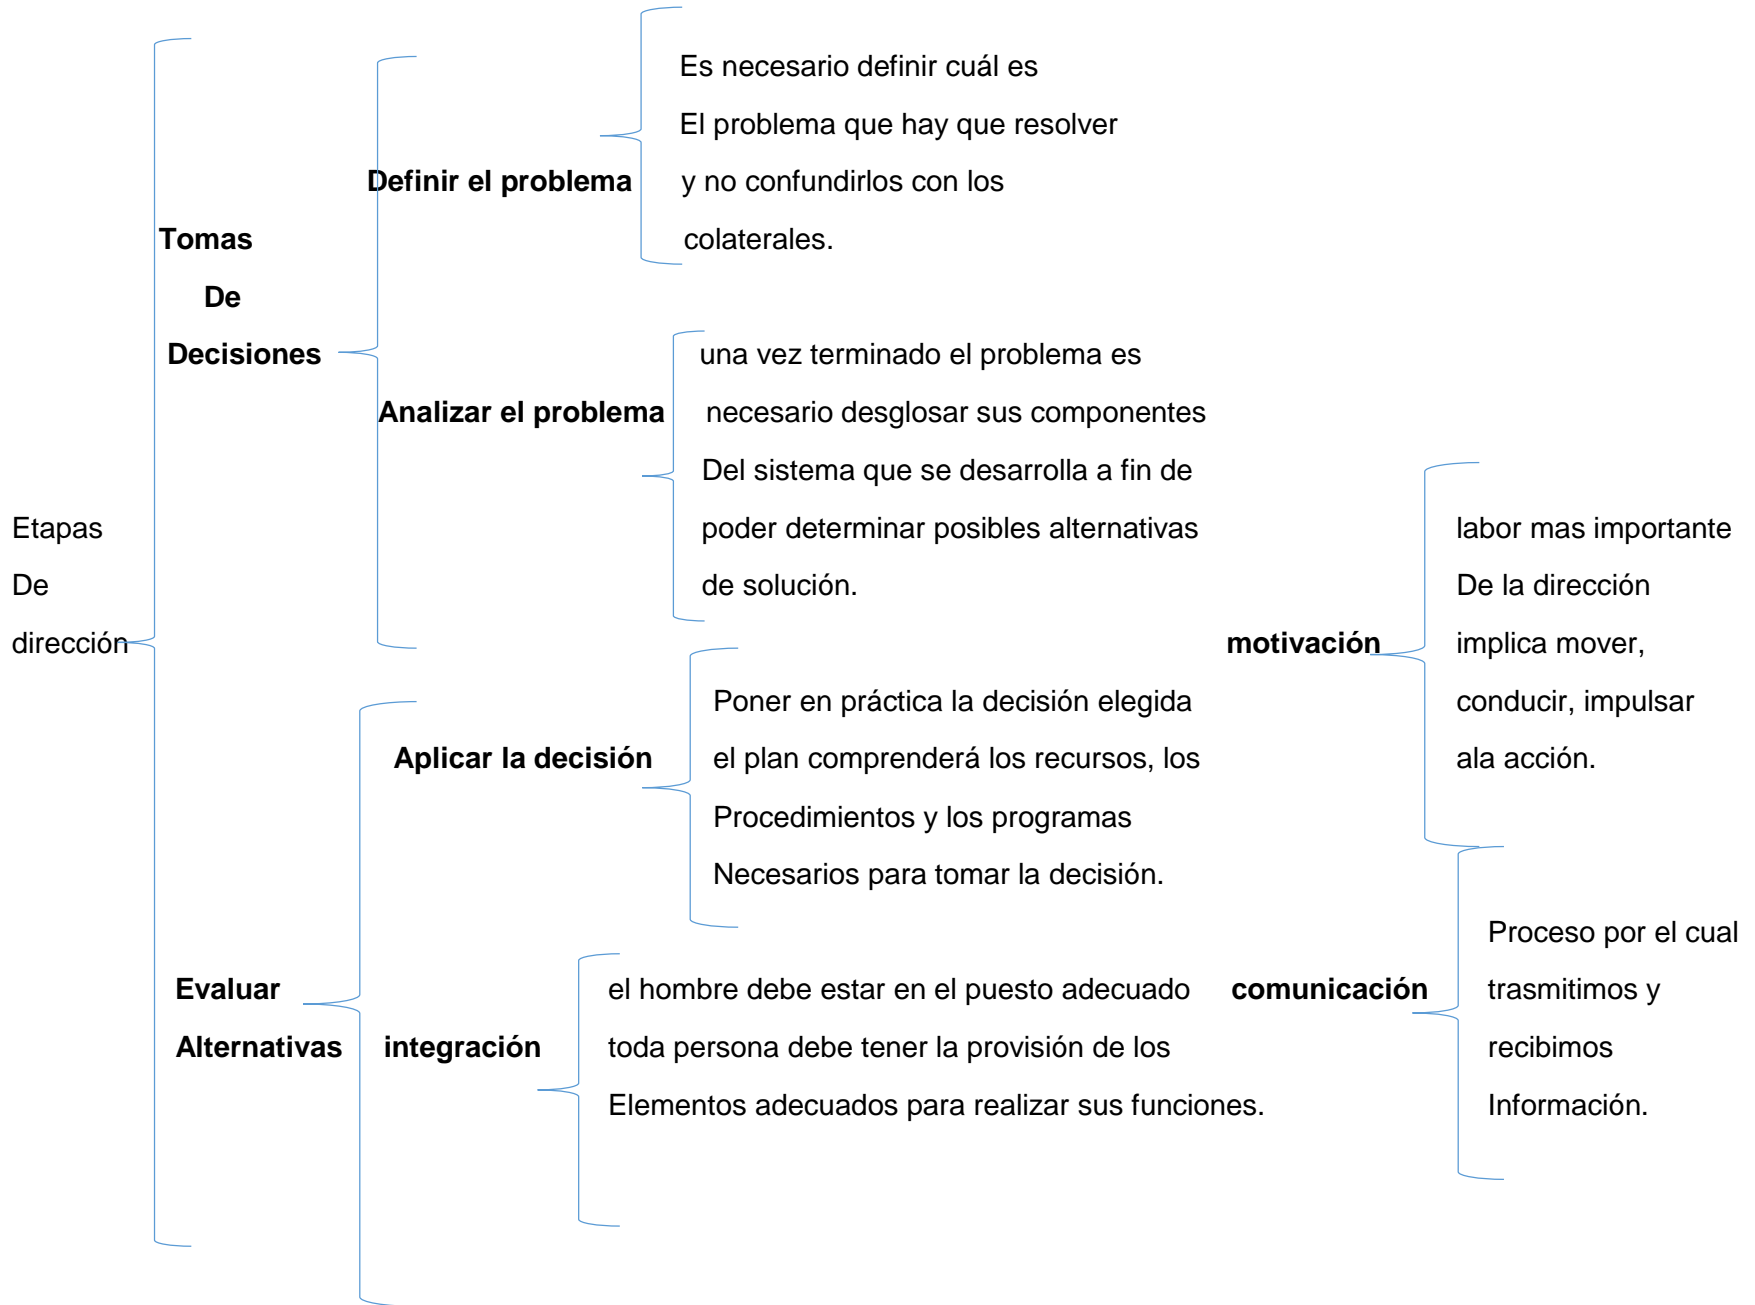 Etapas
De
dirección
Tomas
De
Decisiones
Definir el problema
Es necesario definir cuál es
El problema que hay que resolver
y no confundirlos con los
colaterales.
Analizar el problema
una vez terminado el problema es
necesario desglosar sus componentes
Del sistema que se desarrolla a fin de
poder determinar posibles alternativas
de solución.
Evaluar
Alternativas
Aplicar la decisión
Poner en práctica la decisión elegida
el plan comprenderá los recursos, los
Procedimientos y los programas
Necesarios para tomar la decisión.
integración
el hombre debe estar en el puesto adecuado
toda persona debe tener la provisión de los
Elementos adecuados para realizar sus funciones.
motivación
labor mas importante
De la dirección
implica mover,
conducir, impulsar
ala acción.
comunicación
Proceso por el cual
trasmitimos y
recibimos
Información.